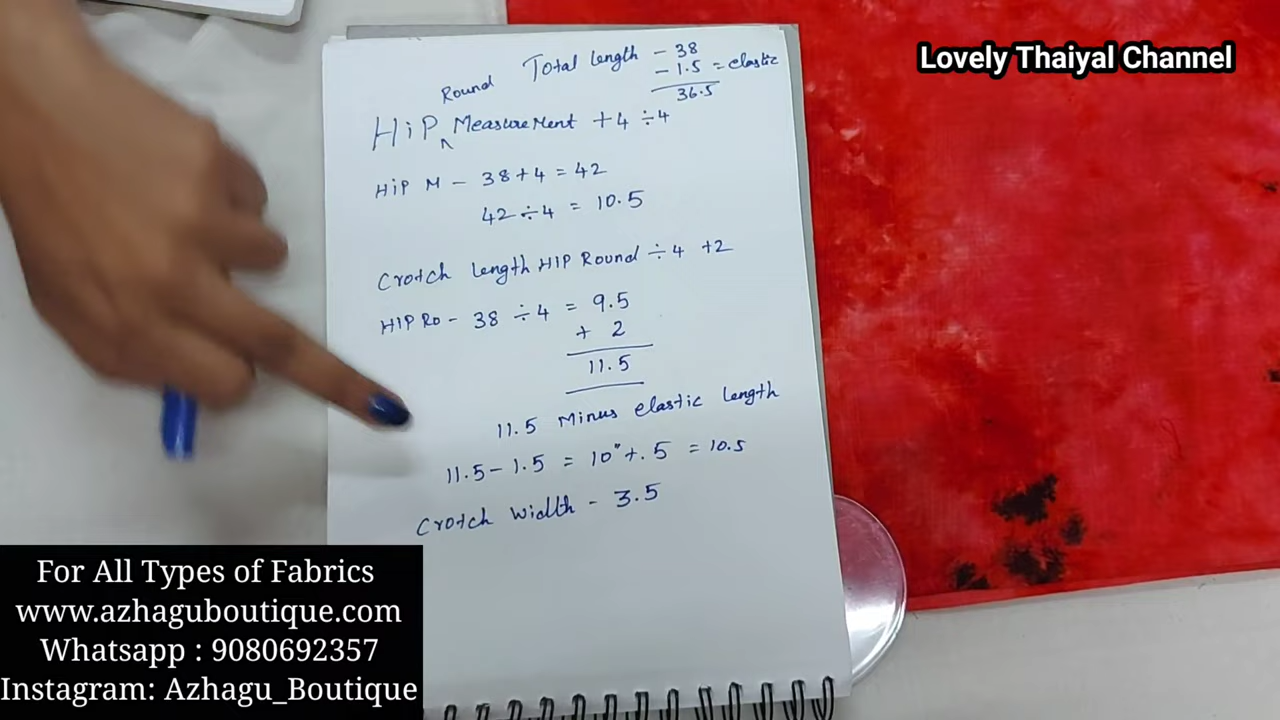 Lovely Thaiyal Channel
Total length - 38
- 1.5 = elastic
36.5
Round
HiP ^ MeasureMent + 4 ÷ 4
HiP M - 38 + 4 = 42
42 ÷ 4 = 10.5
Crotch length HIP Round ÷ 4 + 2
HIP Ro - 38 ÷ 4 = 9.5
+ 2
11.5
11.5 Minus elastic length
11.5 - 1.5 = 10" + .5 = 10.5
Crotch width - 3.5
For All Types of Fabrics
www.azhaguboutique.com
Whatsapp : 9080692357
Instagram: Azhagu_Boutique